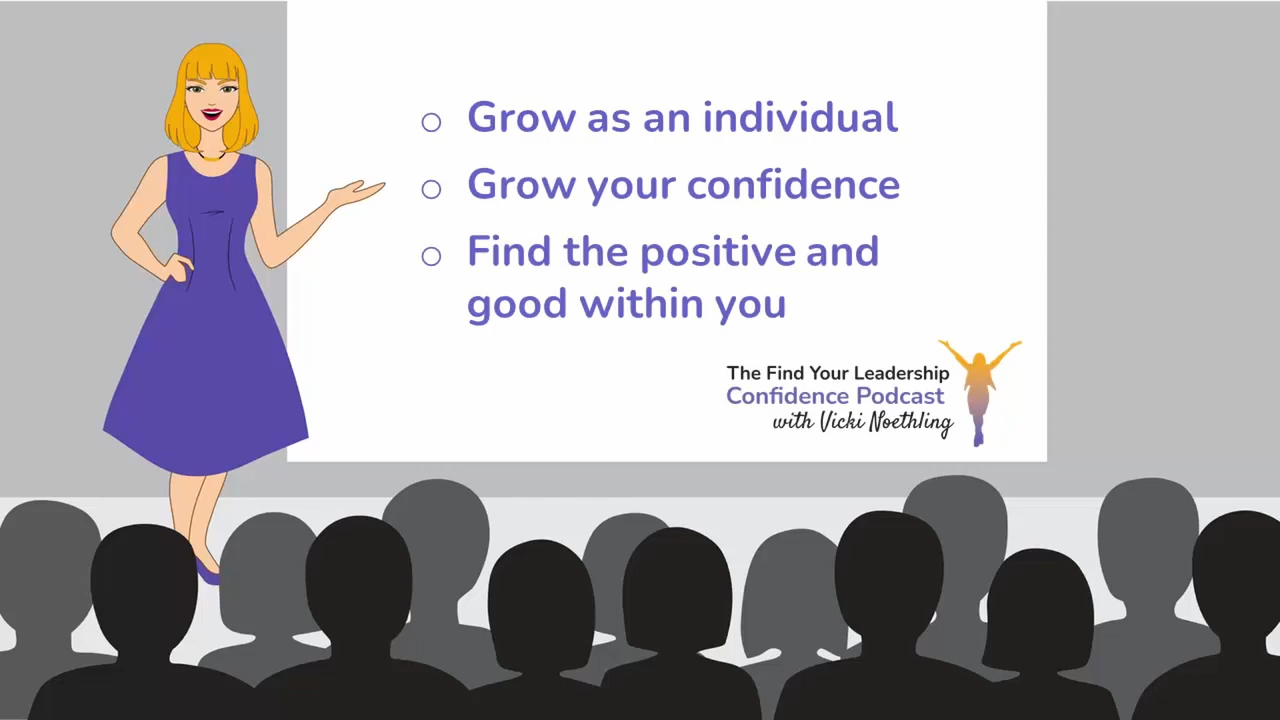 Grow as an individual
Grow your confidence
Find the positive and
good within you
The Find Your Leadership
Confidence Podcast
with Vicki Noethling